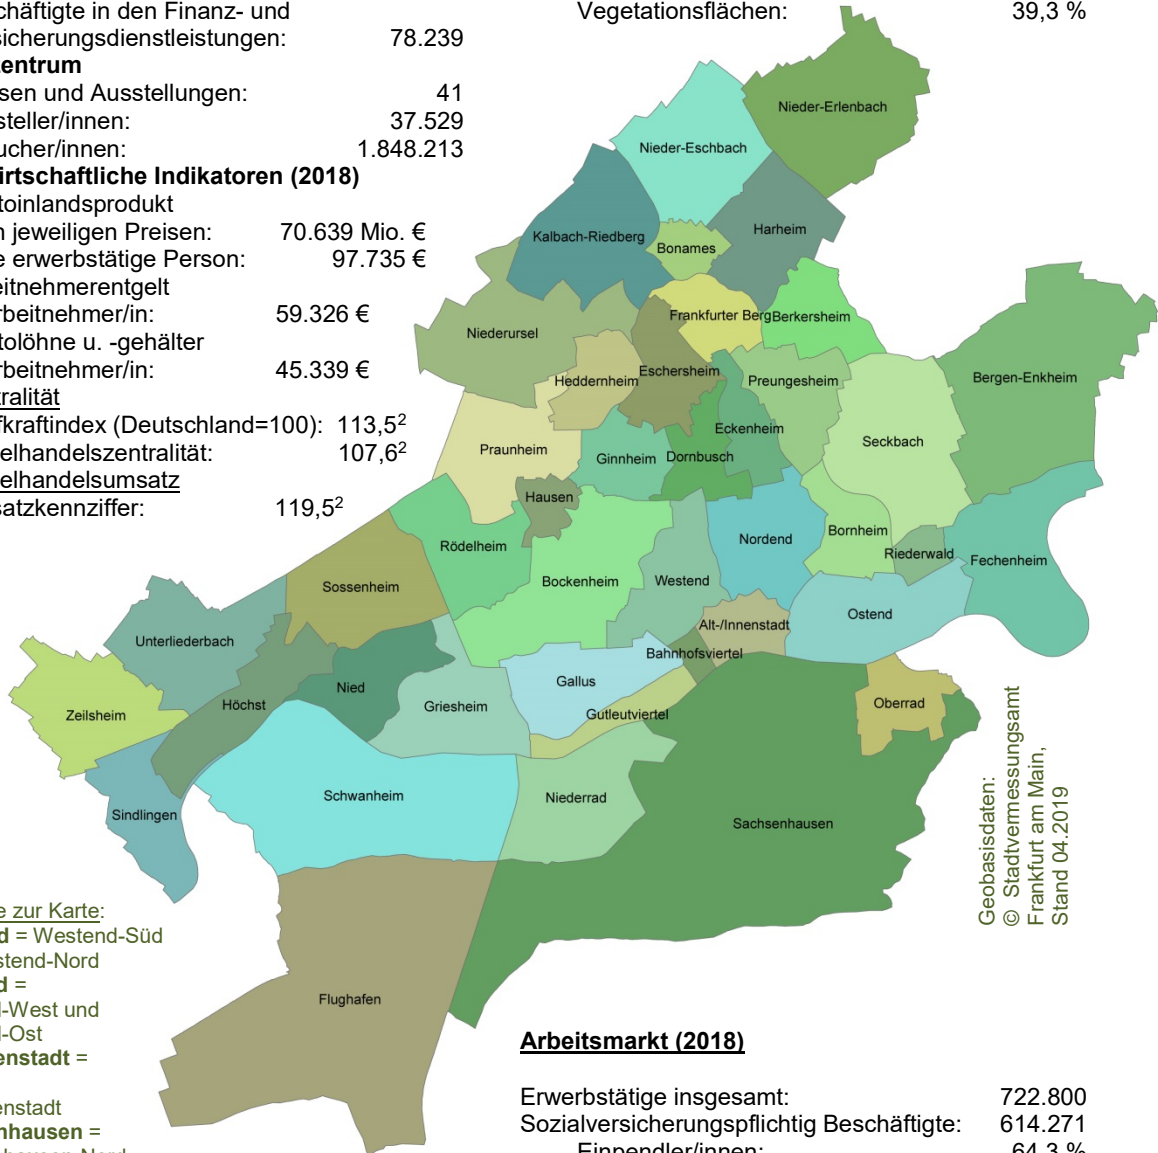 chäftigte in den Finanz- und
sicherungsdienstleistungen: 78.239
entrum
sen und Ausstellungen: 41
steller/innen: 37.529
ucher/innen: 1.848.213
irtschaftliche Indikatoren (2018)
toinlandsprodukt
n jeweiligen Preisen: 70.639 Mio. €
e erwerbstätige Person: 97.735 €
eitnehmerentgelt
rbeitnehmer/in: 59.326 €
tolöhne u. -gehälter
rbeitnehmer/in: 45.339 €
tralität
fkraftindex (Deutschland=100): 113,5²
elhandelszentralität: 107,6²
elhandelsumsatz
satzkennziffer: 119,5²
Vegetationsflächen: 39,3 %
Nieder-Erlenbach
Nieder-Eschbach
Harheim
Kalbach-Riedberg
Bonames
Niederursel
Frankfurter Berg
Berkersheim
Heddernheim
Eschersheim
Preungesheim
Bergen-Enkheim
Eckenheim
Seckbach
Praunheim
Ginnheim
Dornbusch
Hausen
Rödelheim
Nordend
Bornheim
Riederwald
Fechenheim
Sossenheim
Bockenheim
Westend
Ostend
Alt-/Innenstadt
Unterliederbach
Bahnhofsviertel
Gallus
Nied
Höchst
Griesheim
Gutleutviertel
Oberrad
Zeilsheim
Schwanheim
Niederrad
Sindlingen
Sachsenhausen
Flughafen
Geobasisdaten:
© Stadtvermessungsamt
Frankfurt am Main,
Stand 04.2019
e zur Karte:
d = Westend-Süd
stend-Nord
d =
l-West und
l-Ost
enstadt =
enstadt
nhausen =
Arbeitsmarkt (2018)
Erwerbstätige insgesamt: 722.800
Sozialversicherungspflichtig Beschäftigte: 614.271
Einpendler/innen: 64,3 %